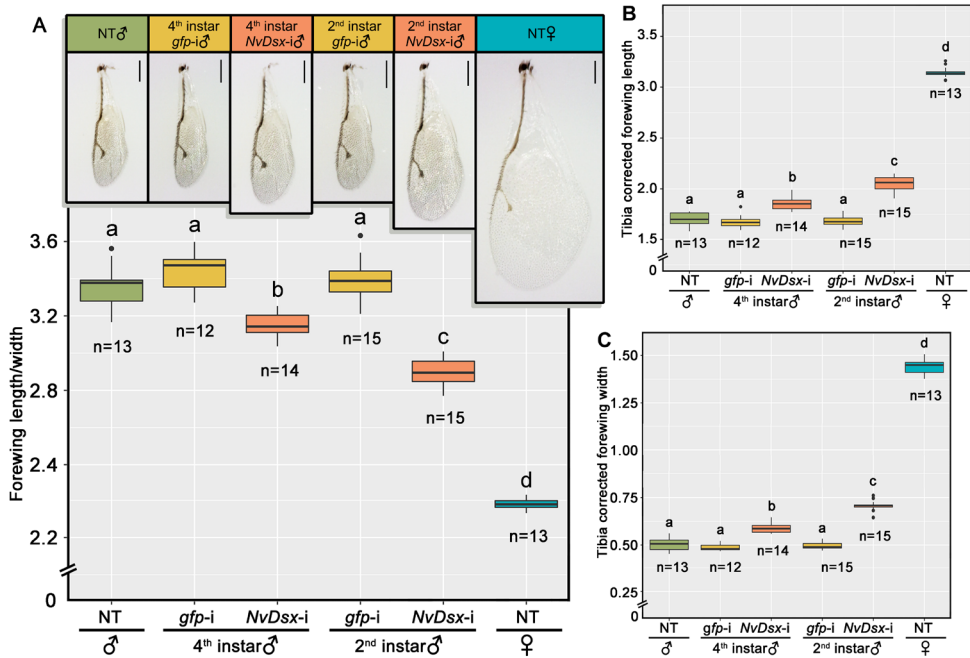 A
NT♂
4th instar
gfp-i♂
4th instar
NvDsx-i♂
2nd instar
gfp-i♂
2nd instar
NvDsx-i♂
NT♀
Forewing length/width
3.6
3.2
2.8
2.4
2.2
0
a
n=13
a
n=12
b
n=14
a
n=15
c
n=15
d
n=13
NT
gfp-i
NvDsx-i
gfp-i
NvDsx-i
NT
♂
4th instar♂
2nd instar♂
♀
B
Tibia corrected forewing length
3.5
3.0
2.5
2.0
1.5
0
a
n=13
a
n=12
b
n=14
a
n=15
c
n=15
d
n=13
NT
gfp-i
NvDsx-i
gfp-i
NvDsx-i
NT
♂
4th instar♂
2nd instar♂
♀
C
Tibia corrected forewing width
1.50
1.25
1.00
0.75
0.50
0.25
0
a
n=13
a
n=12
b
n=14
a
n=15
c
n=15
d
n=13
NT
gfp-i
NvDsx-i
gfp-i
NvDsx-i
NT
♂
4th instar♂
2nd instar♂
♀